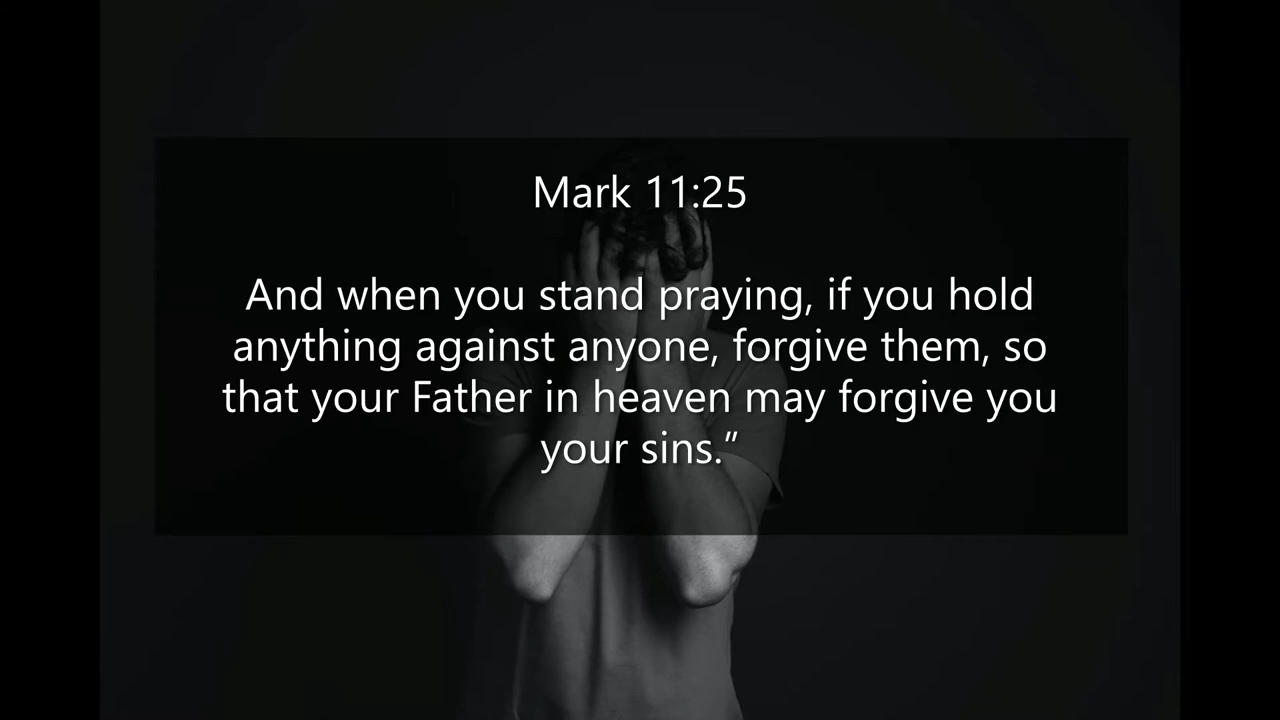 Mark 11:25
And when you stand praying, if you hold
anything against anyone, forgive them, so
that your Father in heaven may forgive you
your sins.”